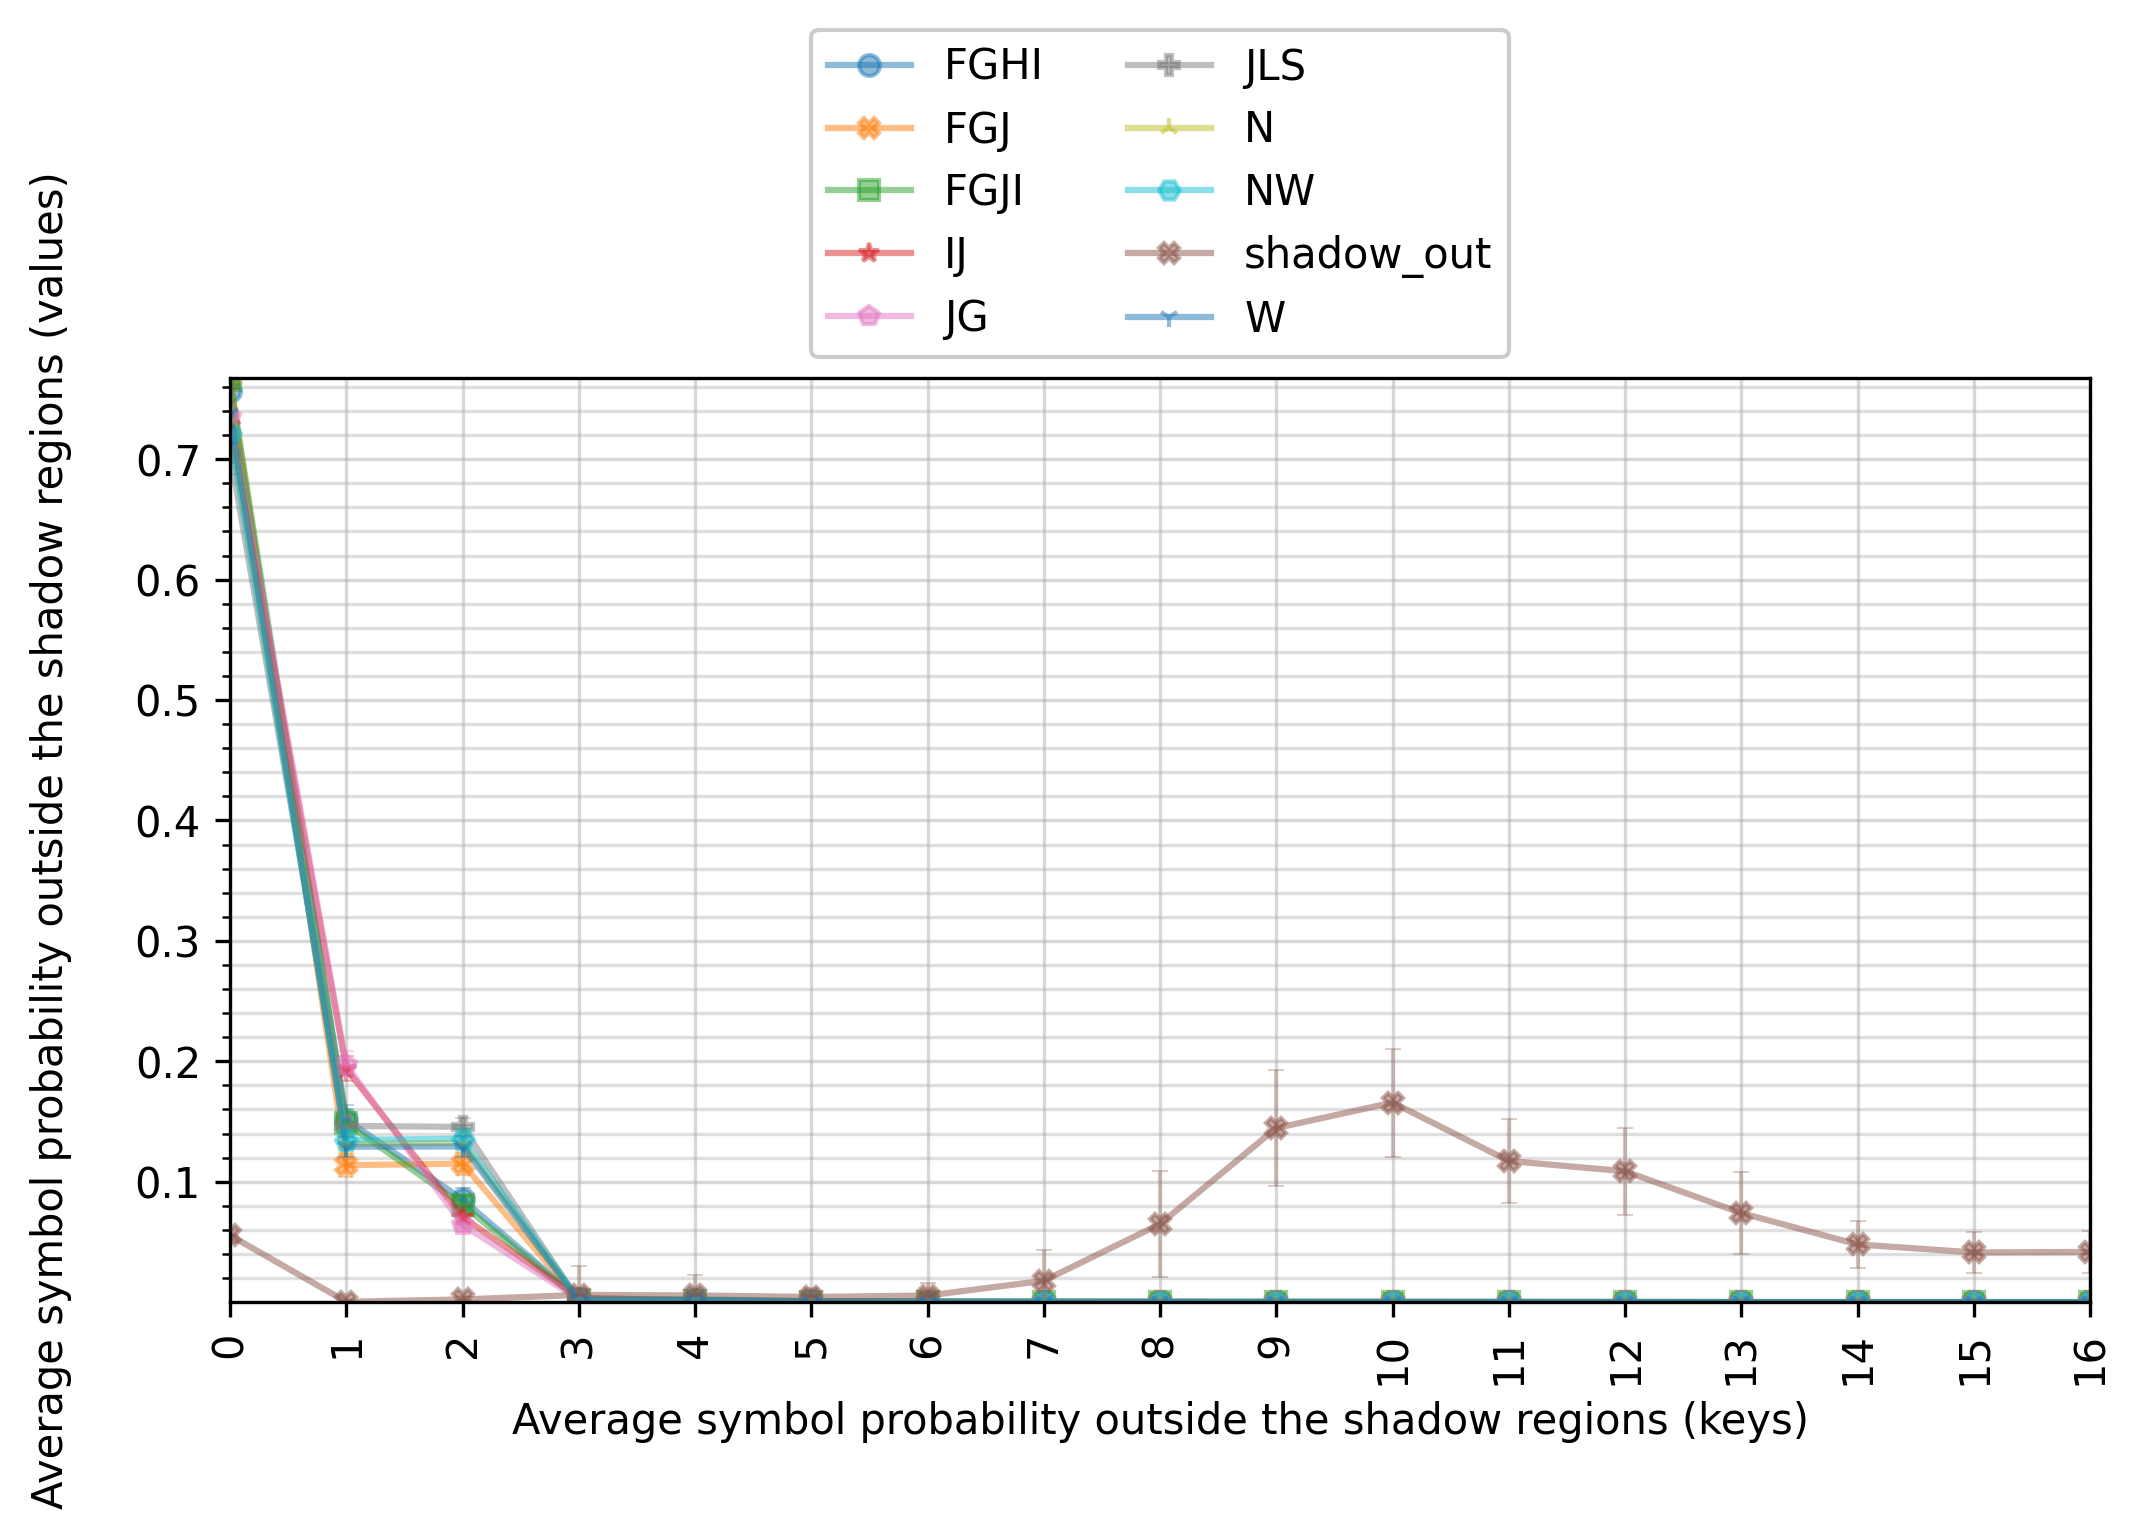 FGHI
FGJ
FGJI
IJ
JG
JLS
N
NW
shadow_out
W
Average symbol probability outside the shadow regions (values)
0.7
0.6
0.5
0.4
0.3
0.2
0.1
0
1
2
3
4
5
6
7
8
9
10
11
12
13
14
15
16
Average symbol probability outside the shadow regions (keys)